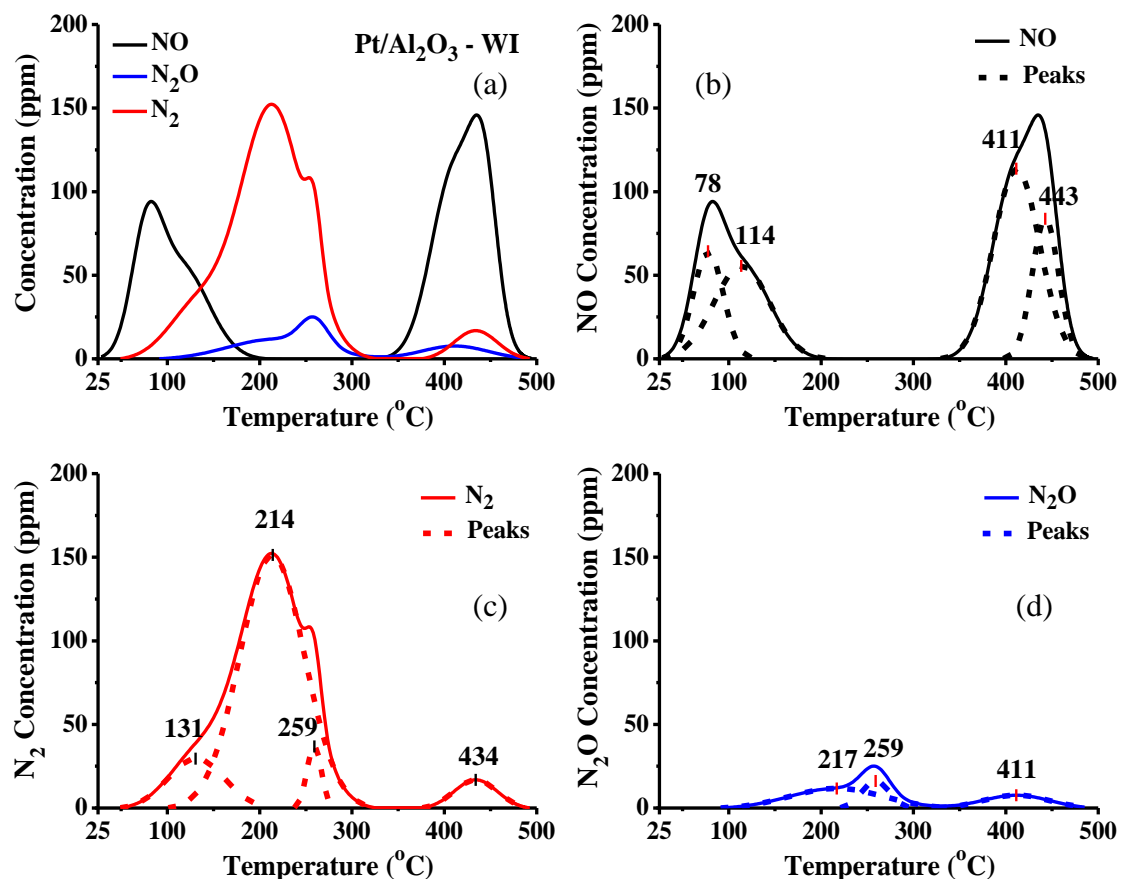 NO
N₂O
N₂
Pt/Al₂O₃ - WI
(a)
Concentration (ppm)
200
150
100
50
0
25 100 200 300 400 500
Temperature (°C)
NO
Peaks
(b)
NO Concentration (ppm)
200
150
100
50
0
78
114
411
443
25 100 200 300 400 500
Temperature (°C)
N₂
Peaks
(c)
N₂ Concentration (ppm)
200
150
100
50
0
131
214
259
434
25 100 200 300 400 500
Temperature (°C)
N₂O
Peaks
(d)
N₂O Concentration (ppm)
200
150
100
50
0
217
259
411
25 100 200 300 400 500
Temperature (°C)